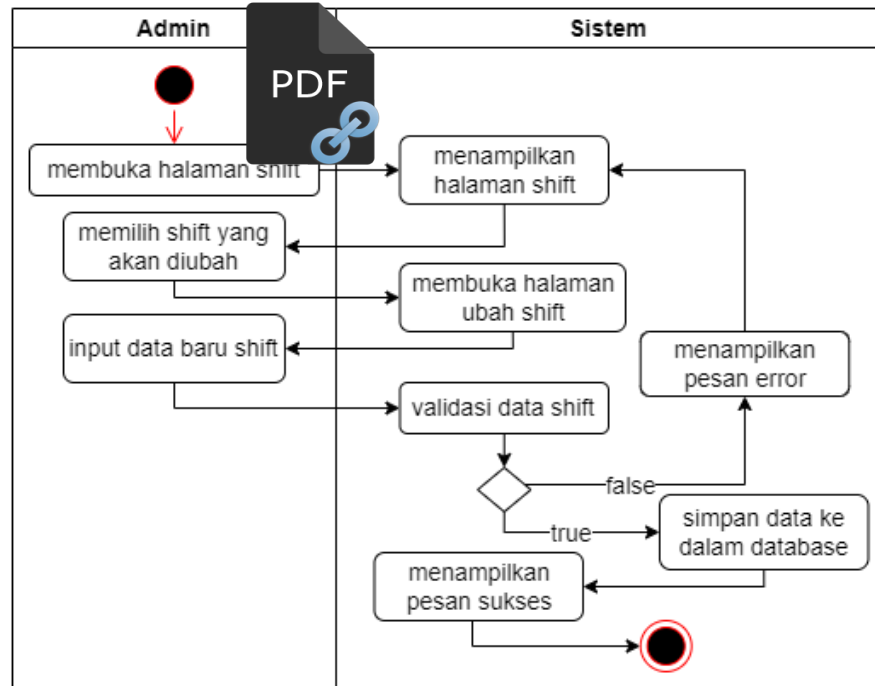 Admin
Sistem
PDF
membuka halaman shift
menampilkan
halaman shift
memilih shift yang
akan diubah
membuka halaman
ubah shift
input data baru shift
menampilkan
pesan error
validasi data shift
false
true
simpan data ke
dalam database
menampilkan
pesan sukses